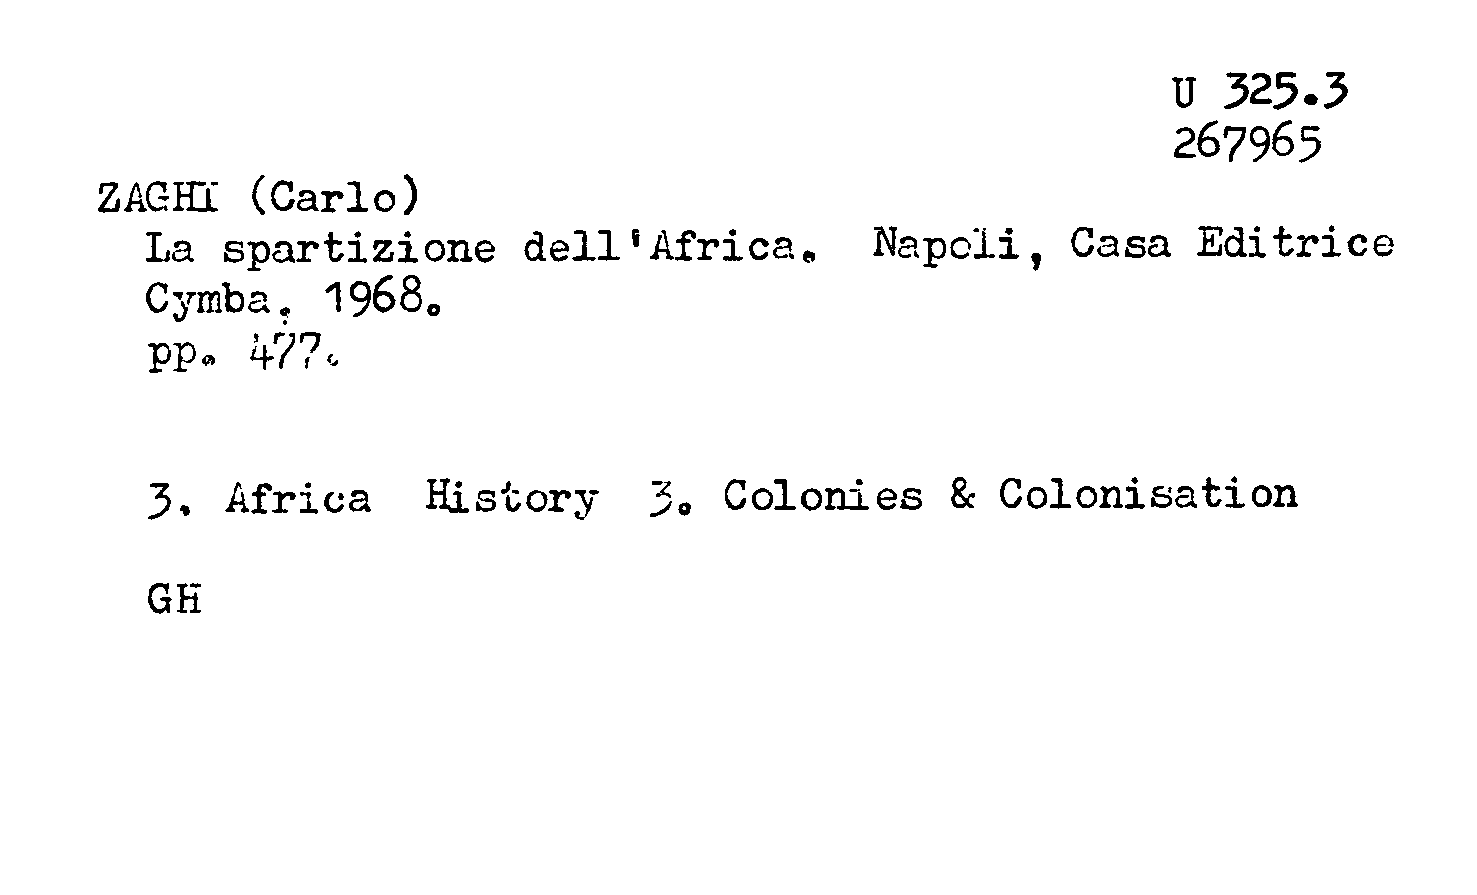 U 325.3
267965
ZAGHI (Carlo)
La spartizione dell'Africa. Napoli, Casa Editrice
Cymba, 1968.
pp. 477.
3. Africa History 3. Colonies & Colonisation
GH